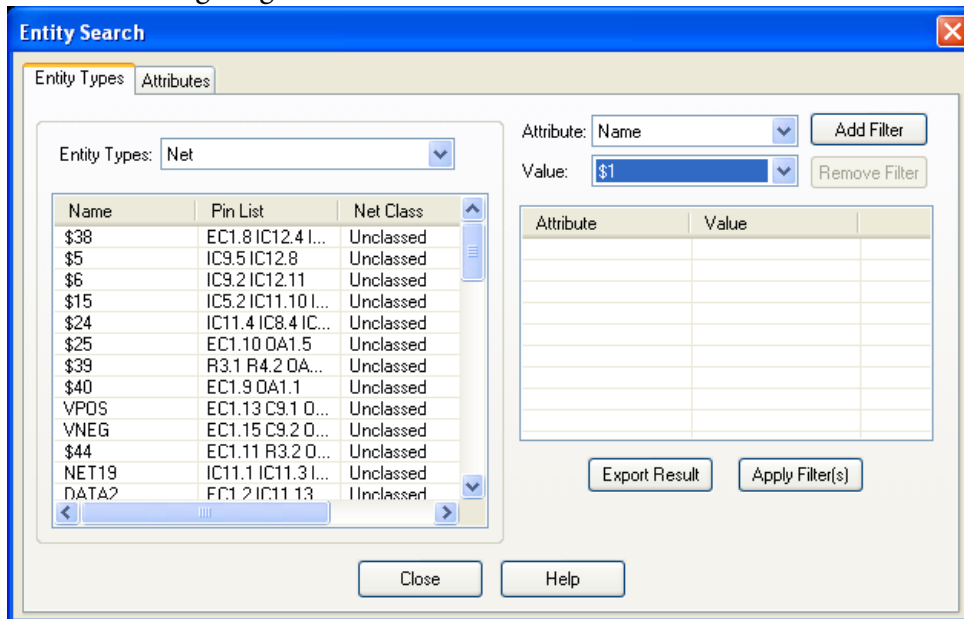 Entity Search
Entity Types Attributes
Entity Types: Net
Name Pin List Net Class
$38 EC1.8 IC12.4 I... Unclassed
$5 IC9.5 IC12.8 Unclassed
$6 IC9.2 IC12.11 Unclassed
$15 IC5.2 IC11.10 I... Unclassed
$24 IC11.4 IC8.4 IC... Unclassed
$25 EC1.10 OA1.5 Unclassed
$39 R3.1 R4.2 OA... Unclassed
$40 EC1.9 OA1.1 Unclassed
VPOS EC1.13 C9.1 O... Unclassed
VNEG EC1.15 C9.2 O... Unclassed
$44 EC1.11 R3.2 O... Unclassed
NET19 IC11.1 IC11.3 I... Unclassed
DATA2 EC1.2 IC11.13 Unclassed
Attribute: Name Add Filter
Value: $1 Remove Filter
Attribute Value
Export Result Apply Filter(s)
Close Help